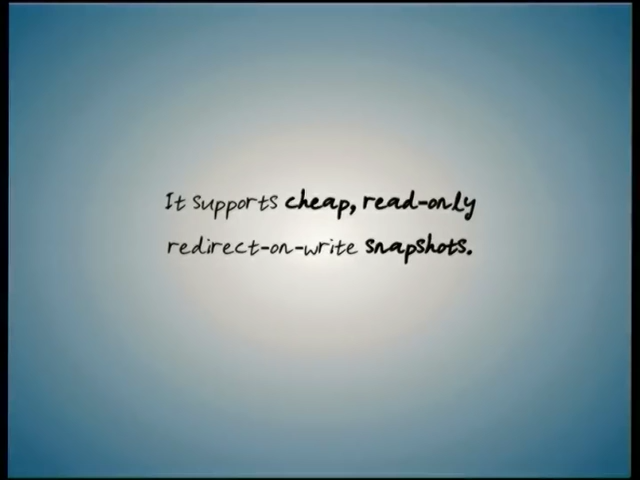 It supports cheap, read-only
redirect-on-write snapshots.